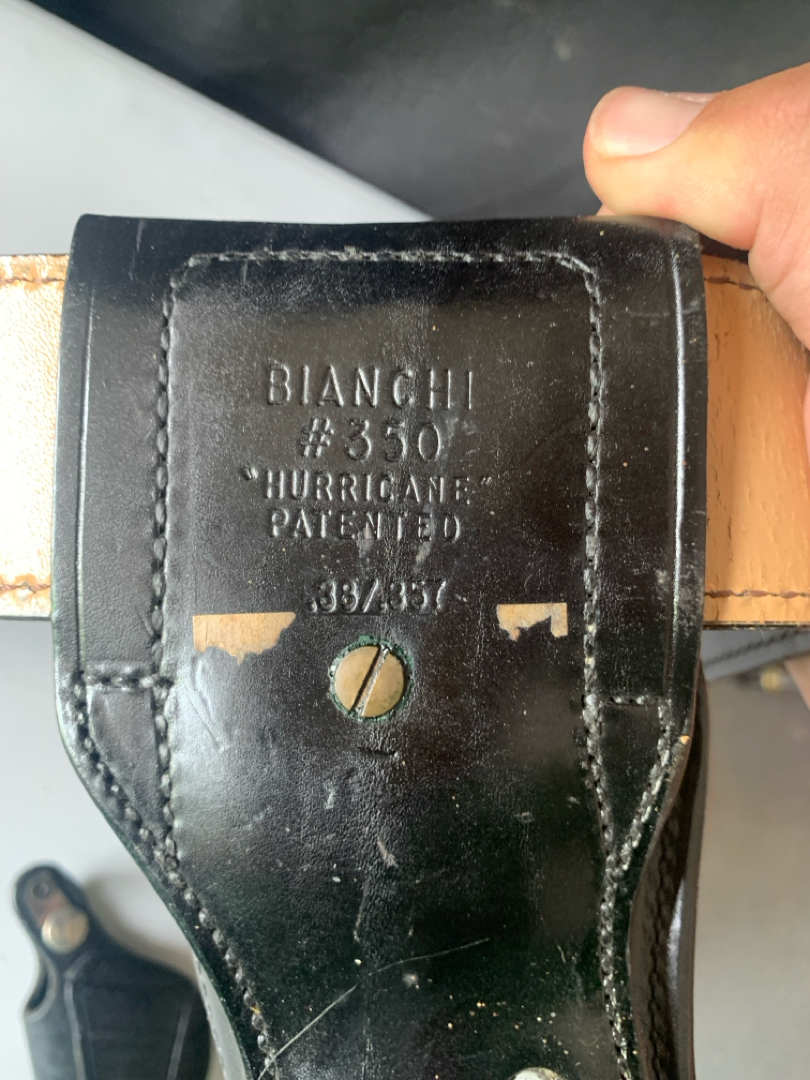 BIANCHI
#350
"HURRICANE"
PATENTED
.38/.357